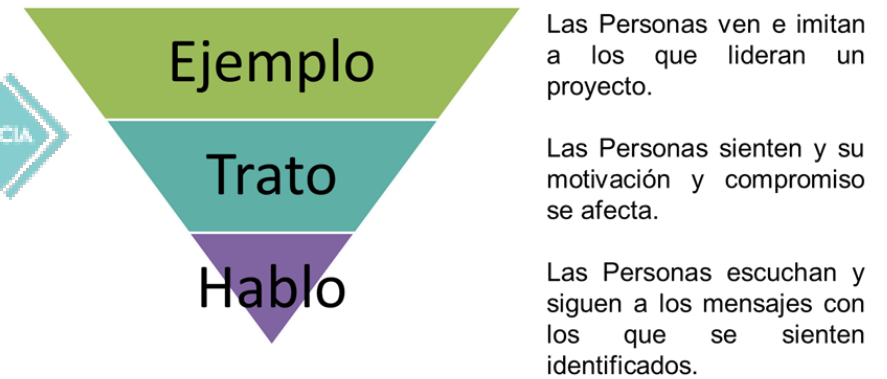 Ejemplo
Las Personas ven e imitan
a los que lideran un
proyecto.
CIA
Trato
Las Personas sienten y su
motivación y compromiso
se afecta.
Hablo
Las Personas escuchan y
siguen a los mensajes con
los que se sienten
identificados.